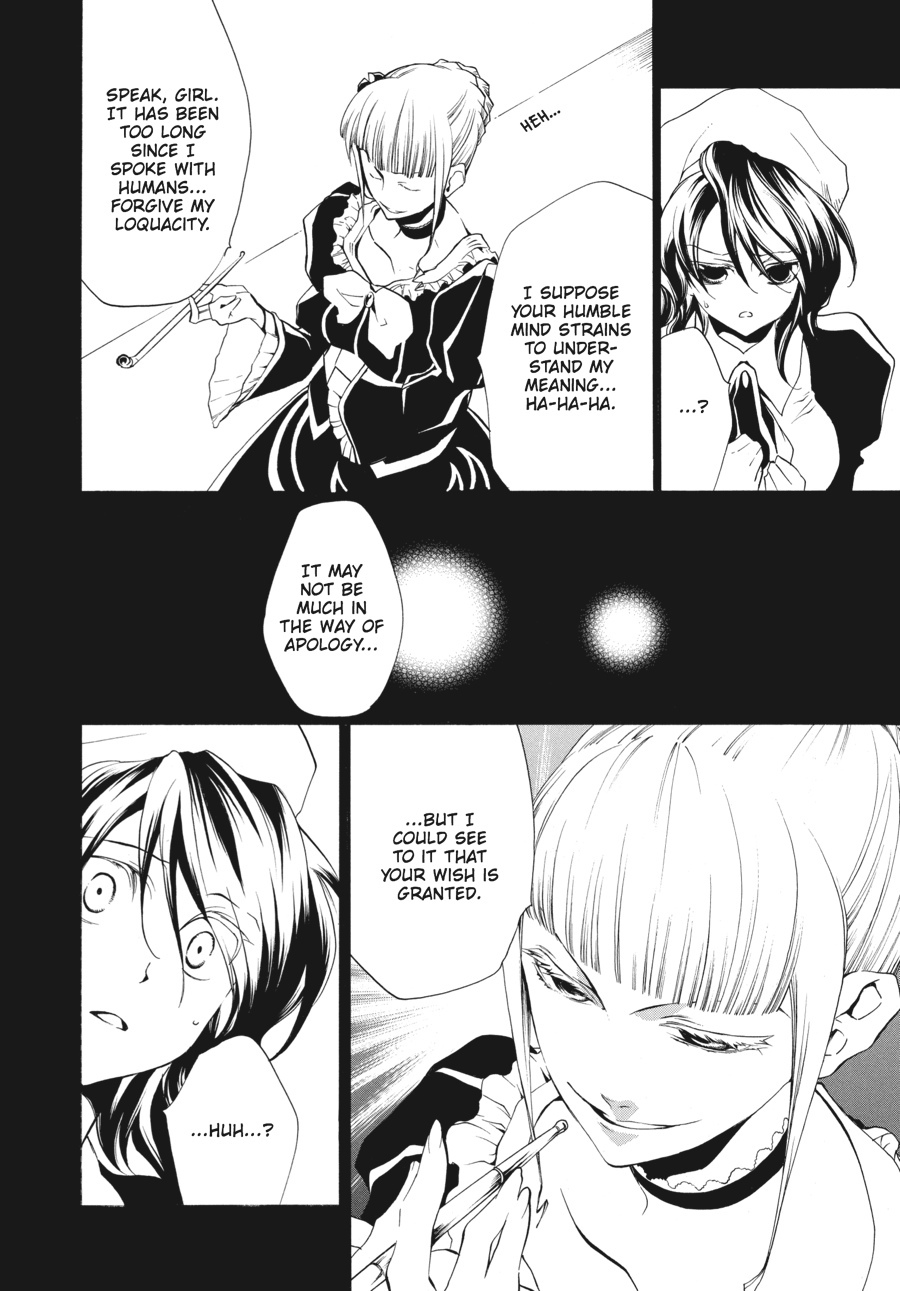 ...?
HEH...
I SUPPOSE
YOUR HUMBLE
MIND STRAINS
TO UNDER-
STAND MY
MEANING...
HA-HA-HA.
SPEAK, GIRL.
IT HAS BEEN
TOO LONG
SINCE I
SPOKE WITH
HUMANS...
FORGIVE MY
LOQUACITY.
IT MAY
NOT BE
MUCH IN
THE WAY OF
APOLOGY...
...BUT I
COULD SEE
TO IT THAT
YOUR WISH IS
GRANTED.
...HUH...?